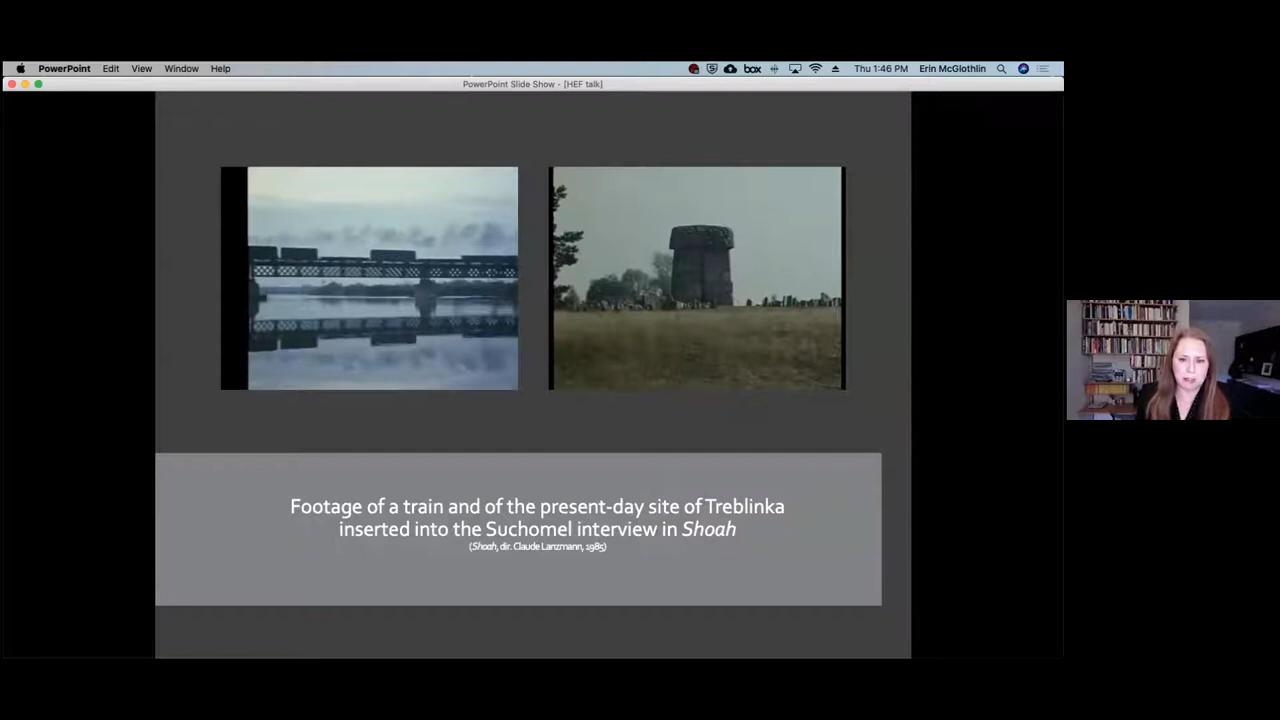 PowerPoint Edit View Window Help box Thu 1:46 PM Erin McGlothlin
PowerPoint Slide Show - [HEF talk]
Footage of a train and of the present-day site of Treblinka
inserted into the Suchomel interview in Shoah
(Shoah, dir. Claude Lanzmann, 1985)